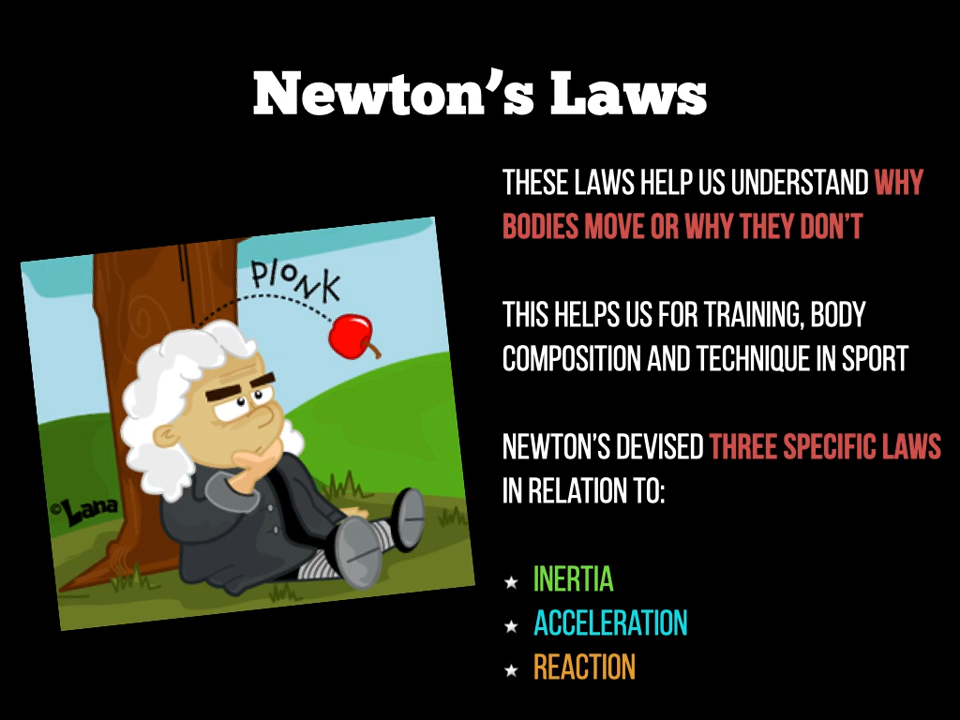 Newton's Laws
THESE LAWS HELP US UNDERSTAND WHY
BODIES MOVE OR WHY THEY DON'T
THIS HELPS US FOR TRAINING, BODY
COMPOSITION AND TECHNIQUE IN SPORT
NEWTON'S DEVISED THREE SPECIFIC LAWS
IN RELATION TO:
★ INERTIA
★ ACCELERATION
★ REACTION
PlONK
©Lana